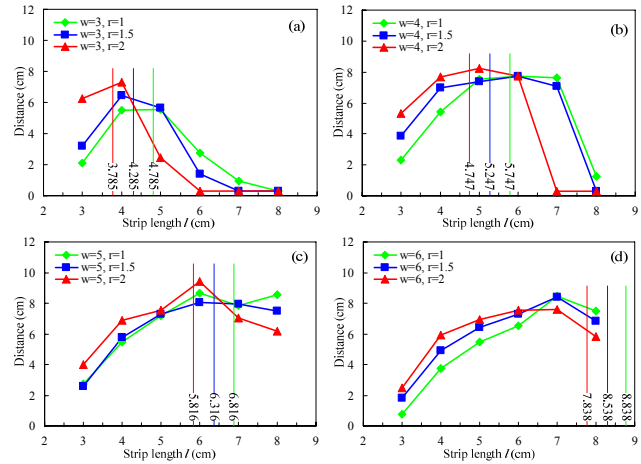 12
10
8
6
4
2
0
Distance (cm)
w=3, r=1
w=3, r=1.5
w=3, r=2
(a)
3.785
4.285
4.785
2 3 4 5 6 7 8 9
Strip length l (cm)
12
10
8
6
4
2
0
Distance (cm)
w=4, r=1
w=4, r=1.5
w=4, r=2
(b)
4.747
5.247
5.747
2 3 4 5 6 7 8 9
Strip length l (cm)
12
10
8
6
4
2
0
Distance (cm)
w=5, r=1
w=5, r=1.5
w=5, r=2
(c)
5.816
6.316
6.816
2 3 4 5 6 7 8 9
Strip length l (cm)
12
10
8
6
4
2
0
Distance (cm)
w=6, r=1
w=6, r=1.5
w=6, r=2
(d)
7.838
8.538
8.838
2 3 4 5 6 7 8 9
Strip length l (cm)